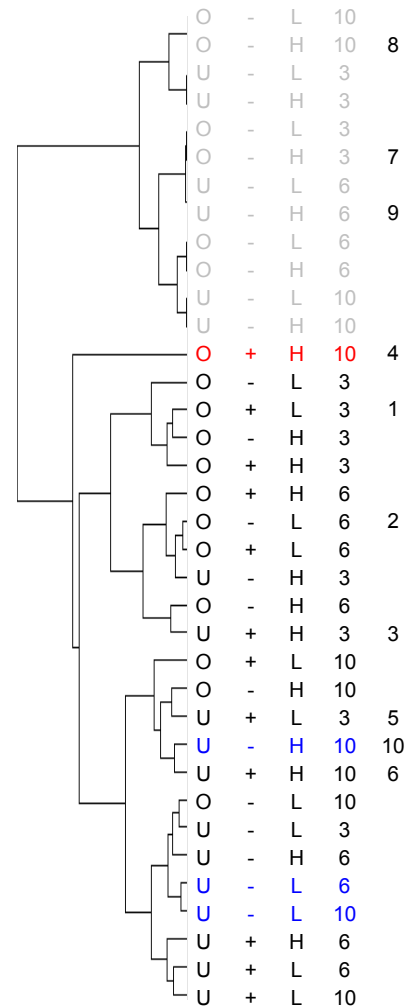 O - L 10
O - H 10 8
U - L 3
U - H 3
O - L 3
O - H 3 7
U - L 6
U - H 6 9
O - L 6
O - H 6
U - L 10
U - H 10
O + H 10 4
O - L 3
O + L 3 1
O - H 3
O + H 3
O + H 6
O - L 6 2
O + L 6
U - H 3
O - H 6
U + H 3 3
O + L 10
O - H 10
U + L 3 5
U - H 10 10
U + H 10 6
O - L 10
U - L 3
U - H 6
U - L 6
U - L 10
U + H 6
U + L 6
U + L 10